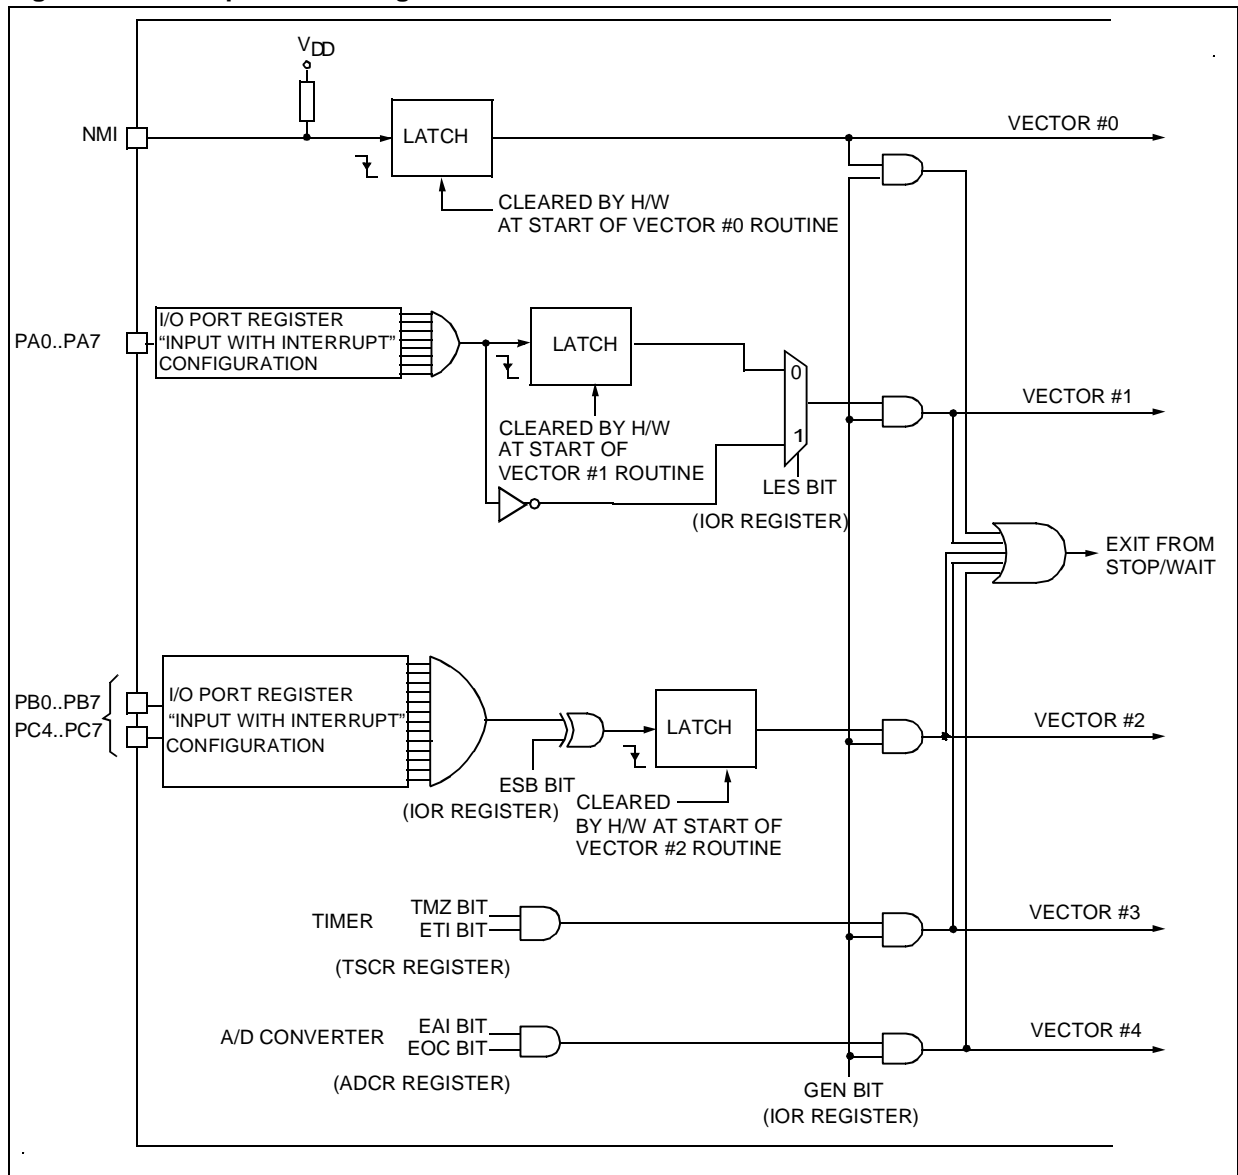 VDD
NMI
LATCH
VECTOR #0
CLEARED BY H/W
AT START OF VECTOR #0 ROUTINE
PA0..PA7
I/O PORT REGISTER
“INPUT WITH INTERRUPT”
CONFIGURATION
LATCH
0
1
VECTOR #1
CLEARED BY H/W
AT START OF
VECTOR #1 ROUTINE
LES BIT
(IOR REGISTER)
EXIT FROM
STOP/WAIT
PB0..PB7
PC4..PC7
I/O PORT REGISTER
“INPUT WITH INTERRUPT”
CONFIGURATION
LATCH
VECTOR #2
ESB BIT
(IOR REGISTER)
CLEARED
BY H/W AT START OF
VECTOR #2 ROUTINE
TIMER
TMZ BIT
ETI BIT
(TSCR REGISTER)
VECTOR #3
A/D CONVERTER
EAI BIT
EOC BIT
(ADCR REGISTER)
VECTOR #4
GEN BIT
(IOR REGISTER)